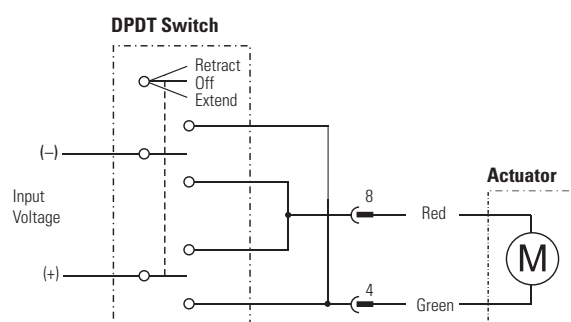 DPDT Switch
Retract
Off
Extend
(–)
Input
Voltage
(+)
8
Red
4
Green
Actuator
M